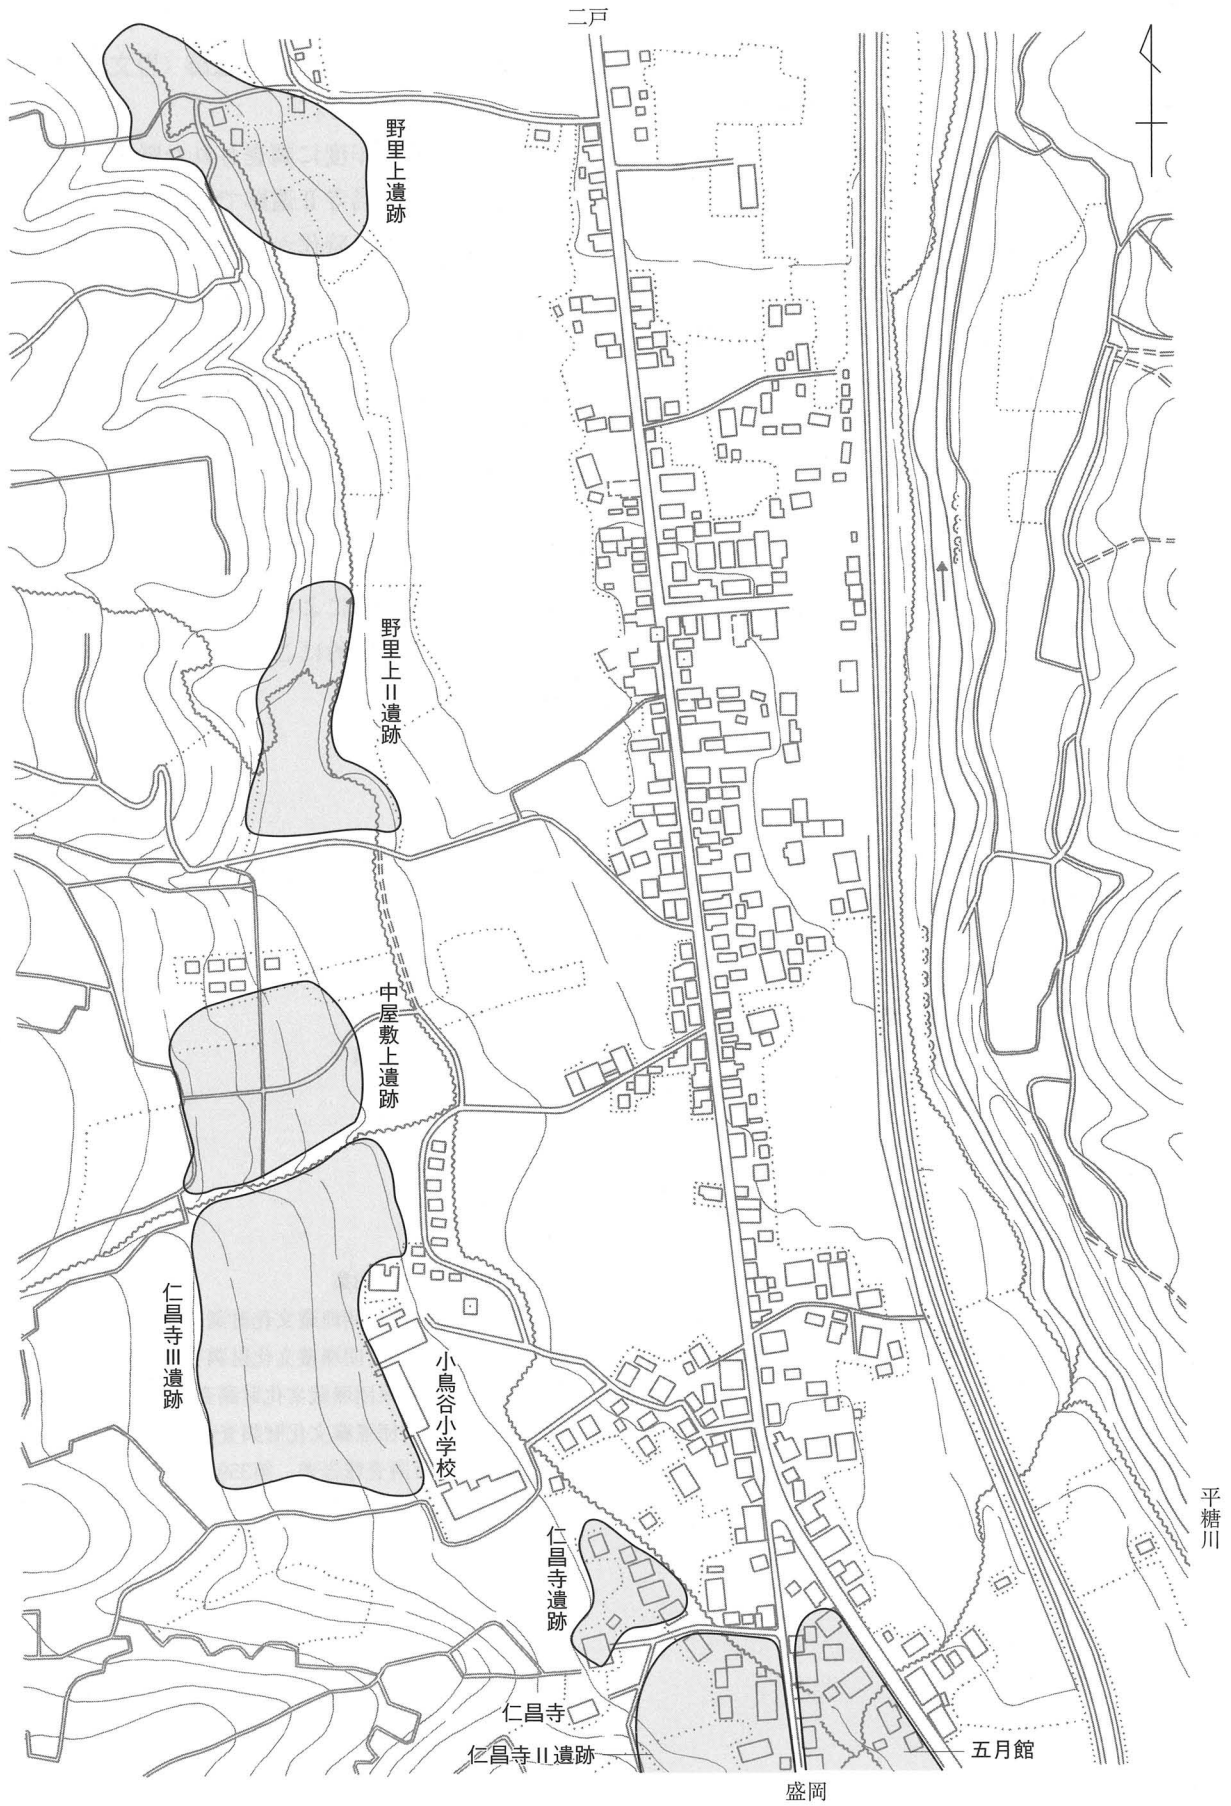 二戸
野里上遺跡
野里上II遺跡
中屋敷上遺跡
仁昌寺III遺跡
小鳥谷小学校
平糖川
仁昌寺遺跡
仁昌寺
仁昌寺II遺跡
五月館
盛岡